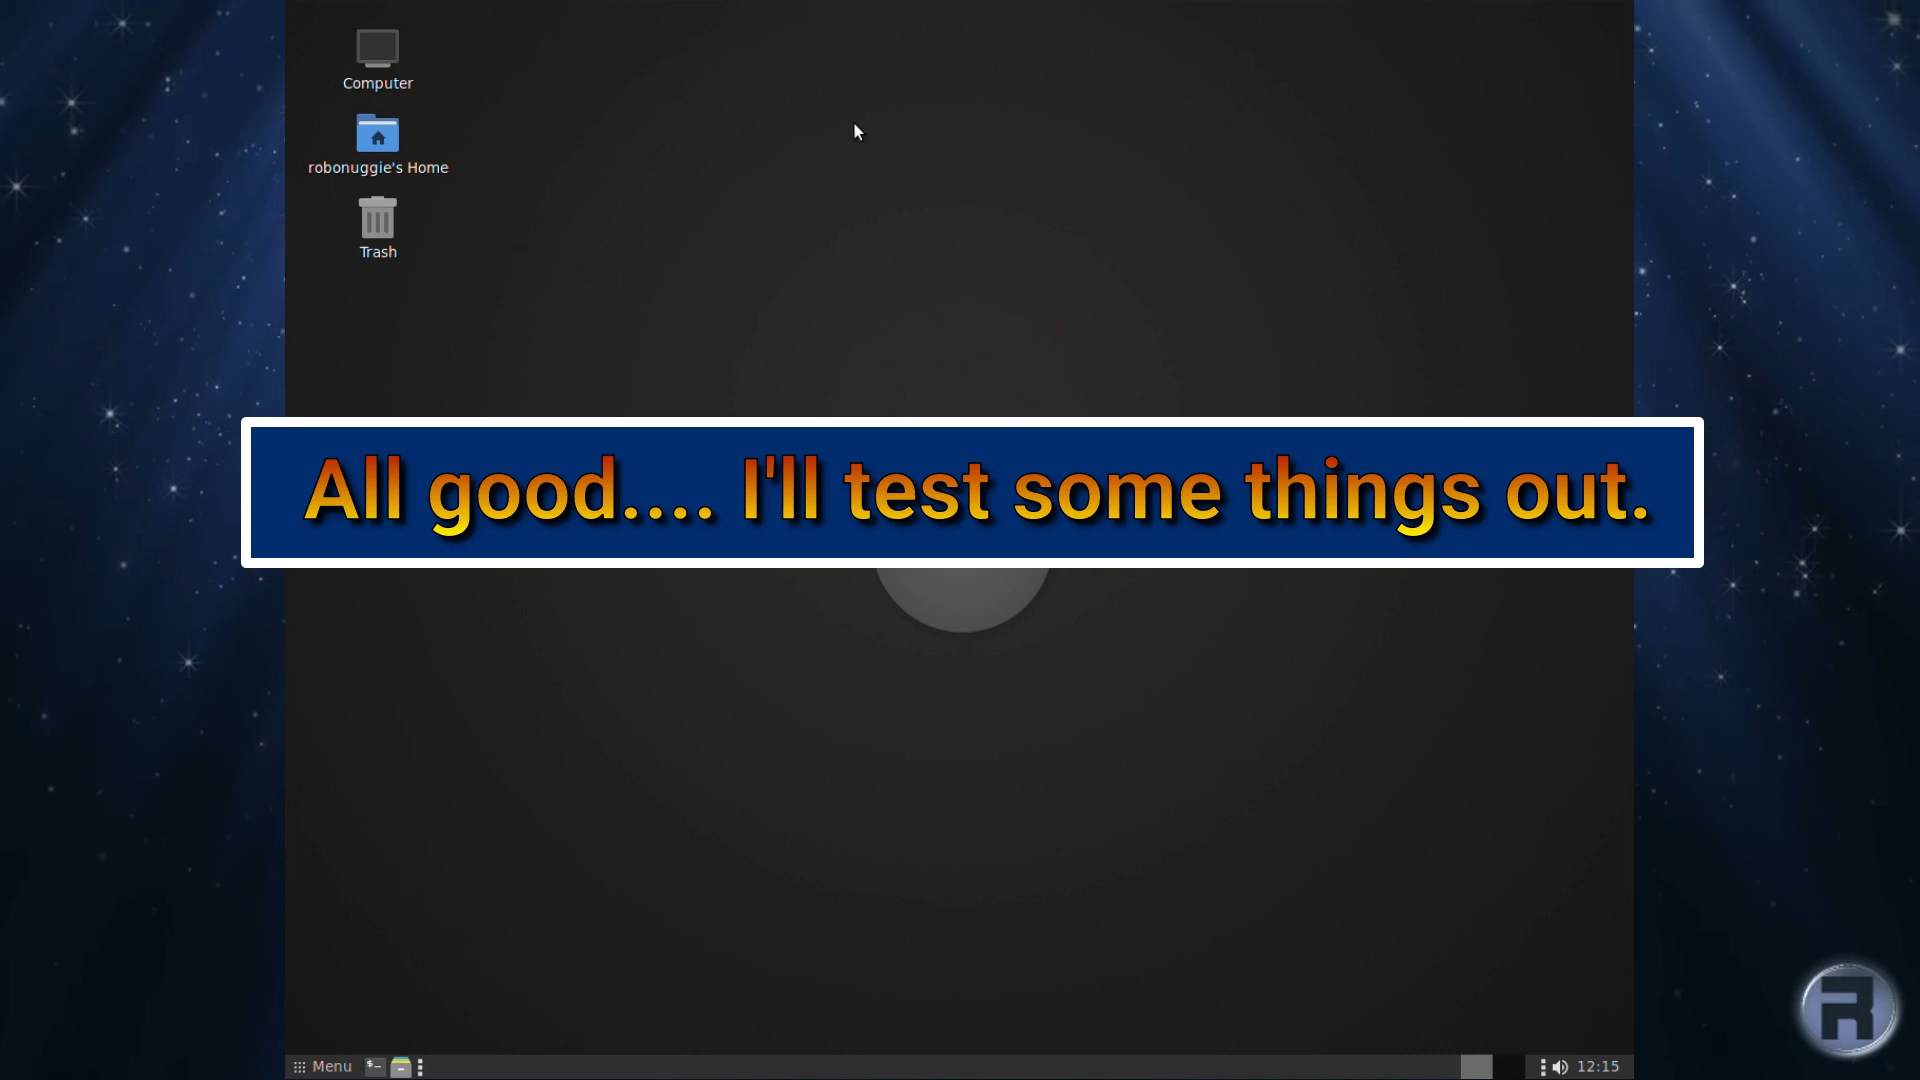 Computer
robonuggie's Home
Trash
All good.... I'll test some things out.
R
Menu
$-
12:15